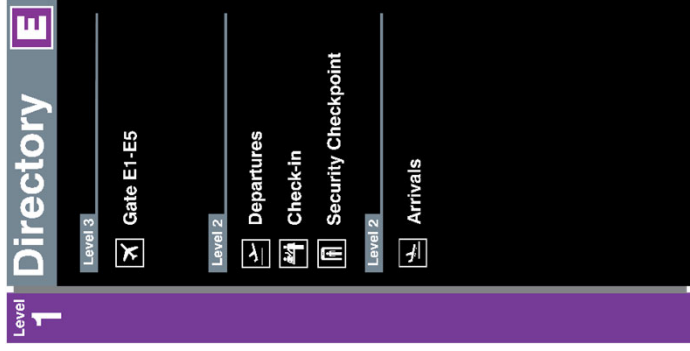 Level
1
Directory E
Level 3
Gate E1-E5
Level 2
Departures
Check-in
Security Checkpoint
Level 2
Arrivals